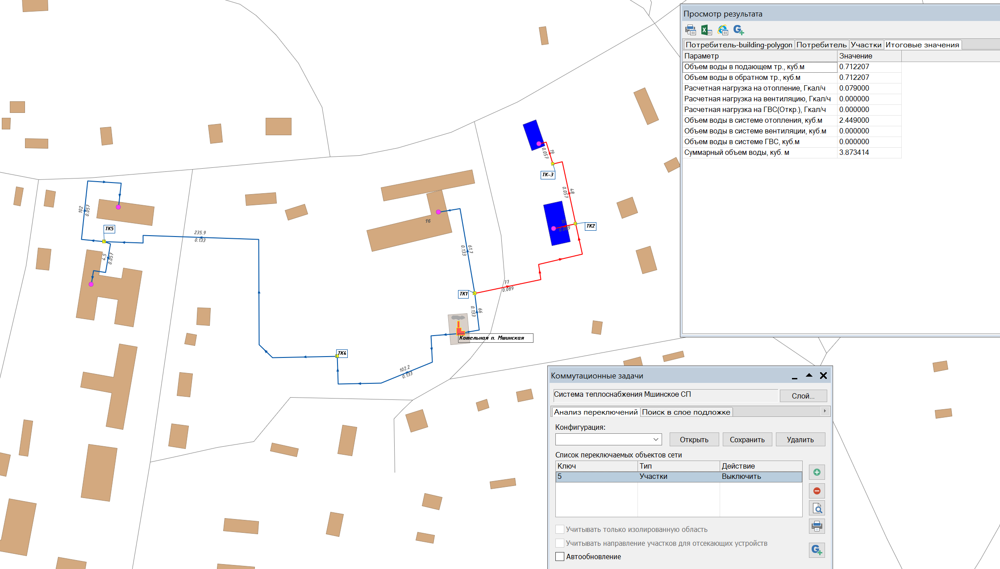 Просмотр результата
Потребитель-building-polygon Потребитель Участки Итоговые значения
Параметр Значение
Объем воды в подающем тр., куб.м 0.712207
Объем воды в обратном тр., куб.м 0.712207
Расчетная нагрузка на отопление, Гкал/ч 0.079000
Расчетная нагрузка на вентиляцию, Гкал/ч 0.000000
Расчетная нагрузка на ГВС(Откр.), Гкал/ч 0.000000
Объем воды в системе отопления, куб.м 2.449000
Объем воды в системе вентиляции, куб.м 0.000000
Объем воды в системе ГВС, куб.м 0.000000
Суммарный объем воды, куб. м 3.873414
19
0.057
ТК-3
48
0.057
102
0.057
16
10
0.089
ТК2
ТК5
235.9
0.133
61.7
0.133
4.5
0.057
77
0.089
ТК1
66
0.133
Котельная п. Мшинская
ТК4
102.2
0.133
Коммутационные задачи
Система теплоснабжения Мшинское СП
Слой...
Анализ переключений Поиск в слое подложке
Конфигурация:
Открыть Сохранить Удалить
Список переключаемых объектов сети
Ключ Тип Действие
5 Участки Выключить
Учитывать только изолированную область
Учитывать направление участков для отсекающих устройств
Автообновление